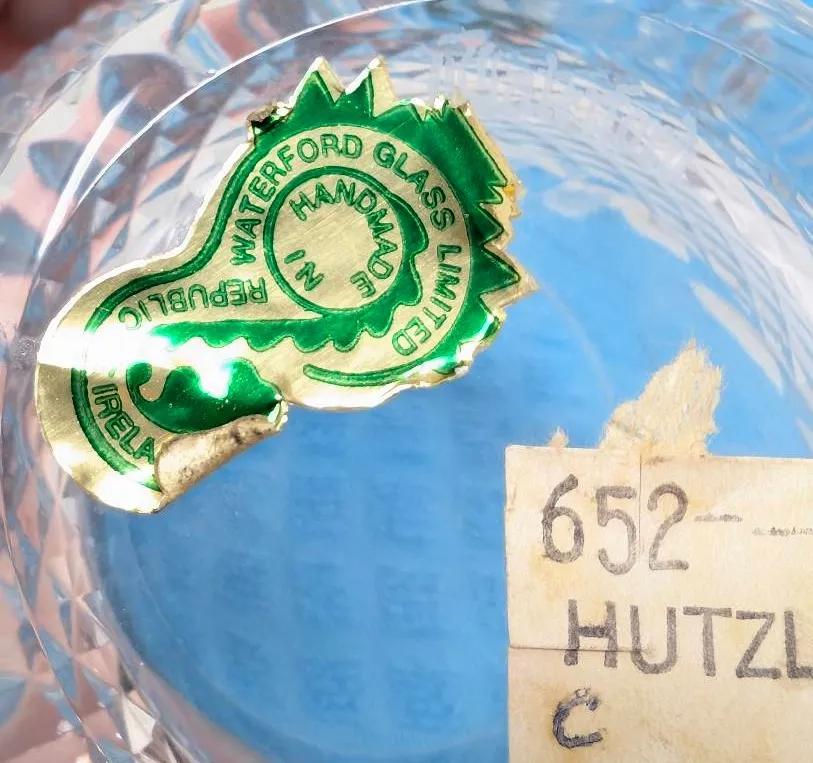 WATERFORD GLASS LIMITED
HANDMADE
IN
REPUBLIC
IRELA
652--
HUTZL
C